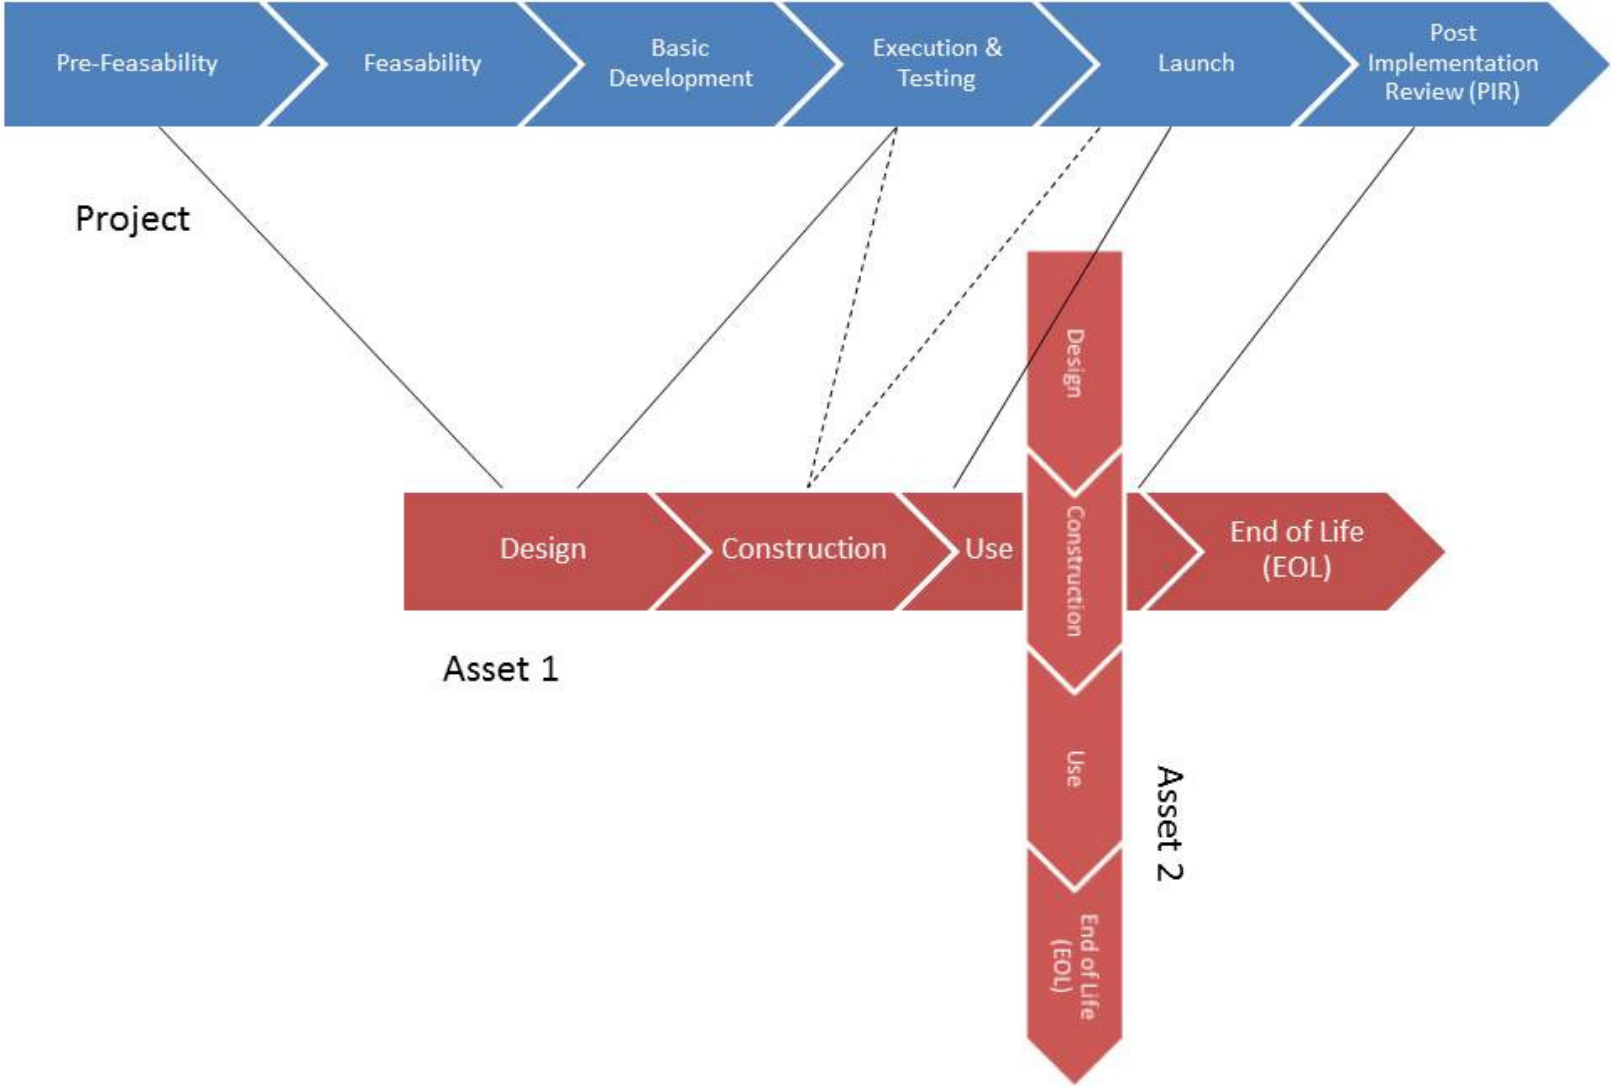 Pre-Feasability
Feasability
Basic
Development
Execution &
Testing
Launch
Post
Implementation
Review (PIR)
Project
Design
Construction
Use
End of Life
(EOL)
Asset 1
Design
Construction
Use
End of Life
(EOL)
Asset 2